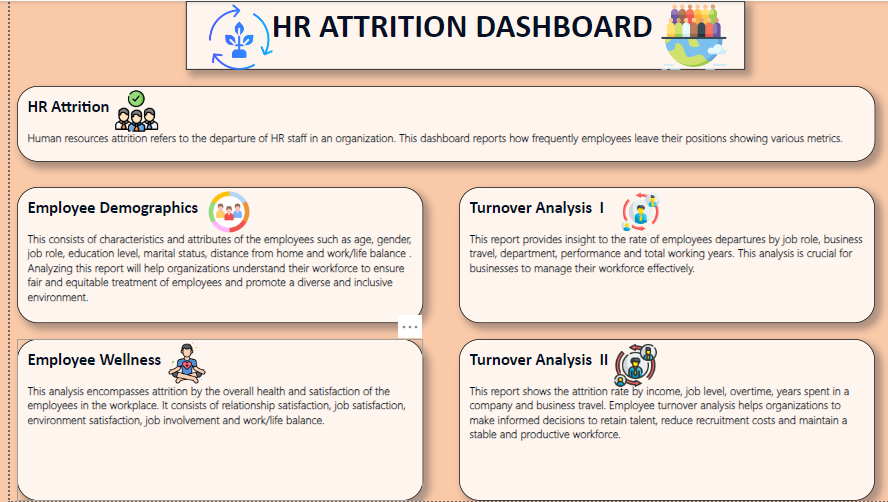 HR ATTRITION DASHBOARD
HR Attrition
Human resources attrition refers to the departure of HR staff in an organization. This dashboard reports how frequently employees leave their positions showing various metrics.
Employee Demographics
This consists of characteristics and attributes of the employees such as age, gender,
job role, education level, marital status, distance from home and work/life balance .
Analyzing this report will help organizations understand their workforce to ensure
fair and equitable treatment of employees and promote a diverse and inclusive
environment.
Turnover Analysis I
This report provides insight to the rate of employees departures by job role, business
travel, department, performance and total working years. This analysis is crucial for
businesses to manage their workforce effectively.
Employee Wellness
This analysis encompasses attrition by the overall health and satisfaction of the
employees in the workplace. It consists of relationship satisfaction, job satisfaction,
environment satisfaction, job involvement and work/life balance.
Turnover Analysis II
This report shows the attrition rate by income, job level, overtime, years spent in a
company and business travel. Employee turnover analysis helps organizations to
make informed decisions to retain talent, reduce recruitment costs and maintain a
stable and productive workforce.